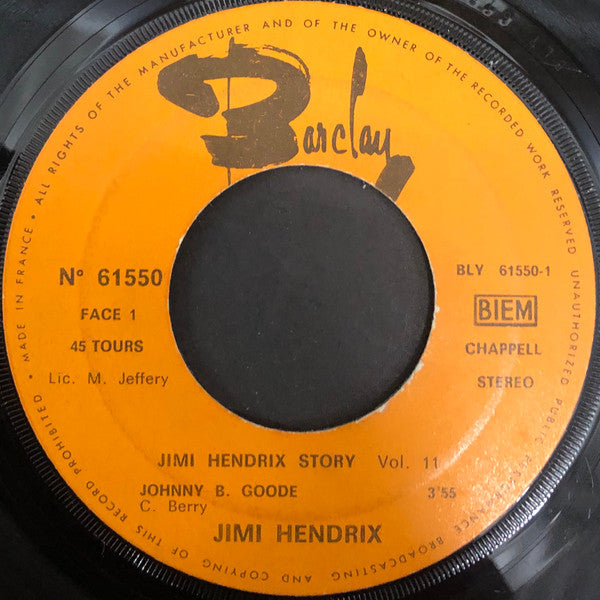 ALL RIGHTS OF THE MANUFACTURER AND OF THE OWNER OF THE RECORDED WORK RESERVED UNAUTHORIZED PUBLIC PERFORMANCE BROADCASTING AND COPYING OF THIS RECORD PROHIBITED • MADE IN FRANCE •
Barclay
N° 61550
FACE 1
45 TOURS
Lic. M. Jeffery
BLY 61550-1
BIEM
CHAPPELL
STEREO
JIMI HENDRIX STORY Vol. 11
JOHNNY B. GOODE 3'55
C. Berry
JIMI HENDRIX